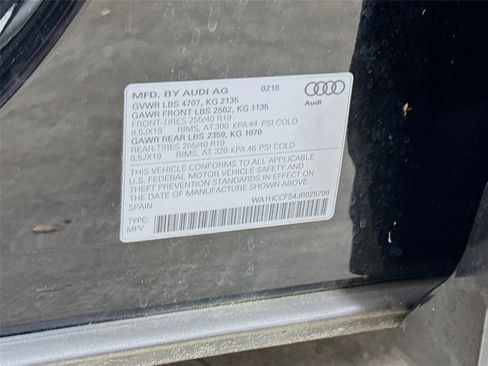 MFD. BY AUDI AG 0218
GVWR LBS 4707, KG 2135
GAWR FRONT LBS 2502, KG 1135
FRONT-TIRES 255/40 R19
8,5JX19 RIMS, AT 300 KPA 44 PSI COLD
GAWR REAR LBS 2359, KG 1070
REAR-TIRES 255/40 R19
8,5JX19 RIMS, AT 320 KPA 46 PSI COLD
Audi
THIS VEHICLE CONFORMS TO ALL APPLICABLE
U.S. FEDERAL MOTOR VEHICLE SAFETY AND
THEFT PREVENTION STANDARDS IN EFFECT ON
THE DATE OF MANUFACTURE SHOWN ABOVE.
SPAIN
WA1HCCFS4JR025799
TYPE:
MPV